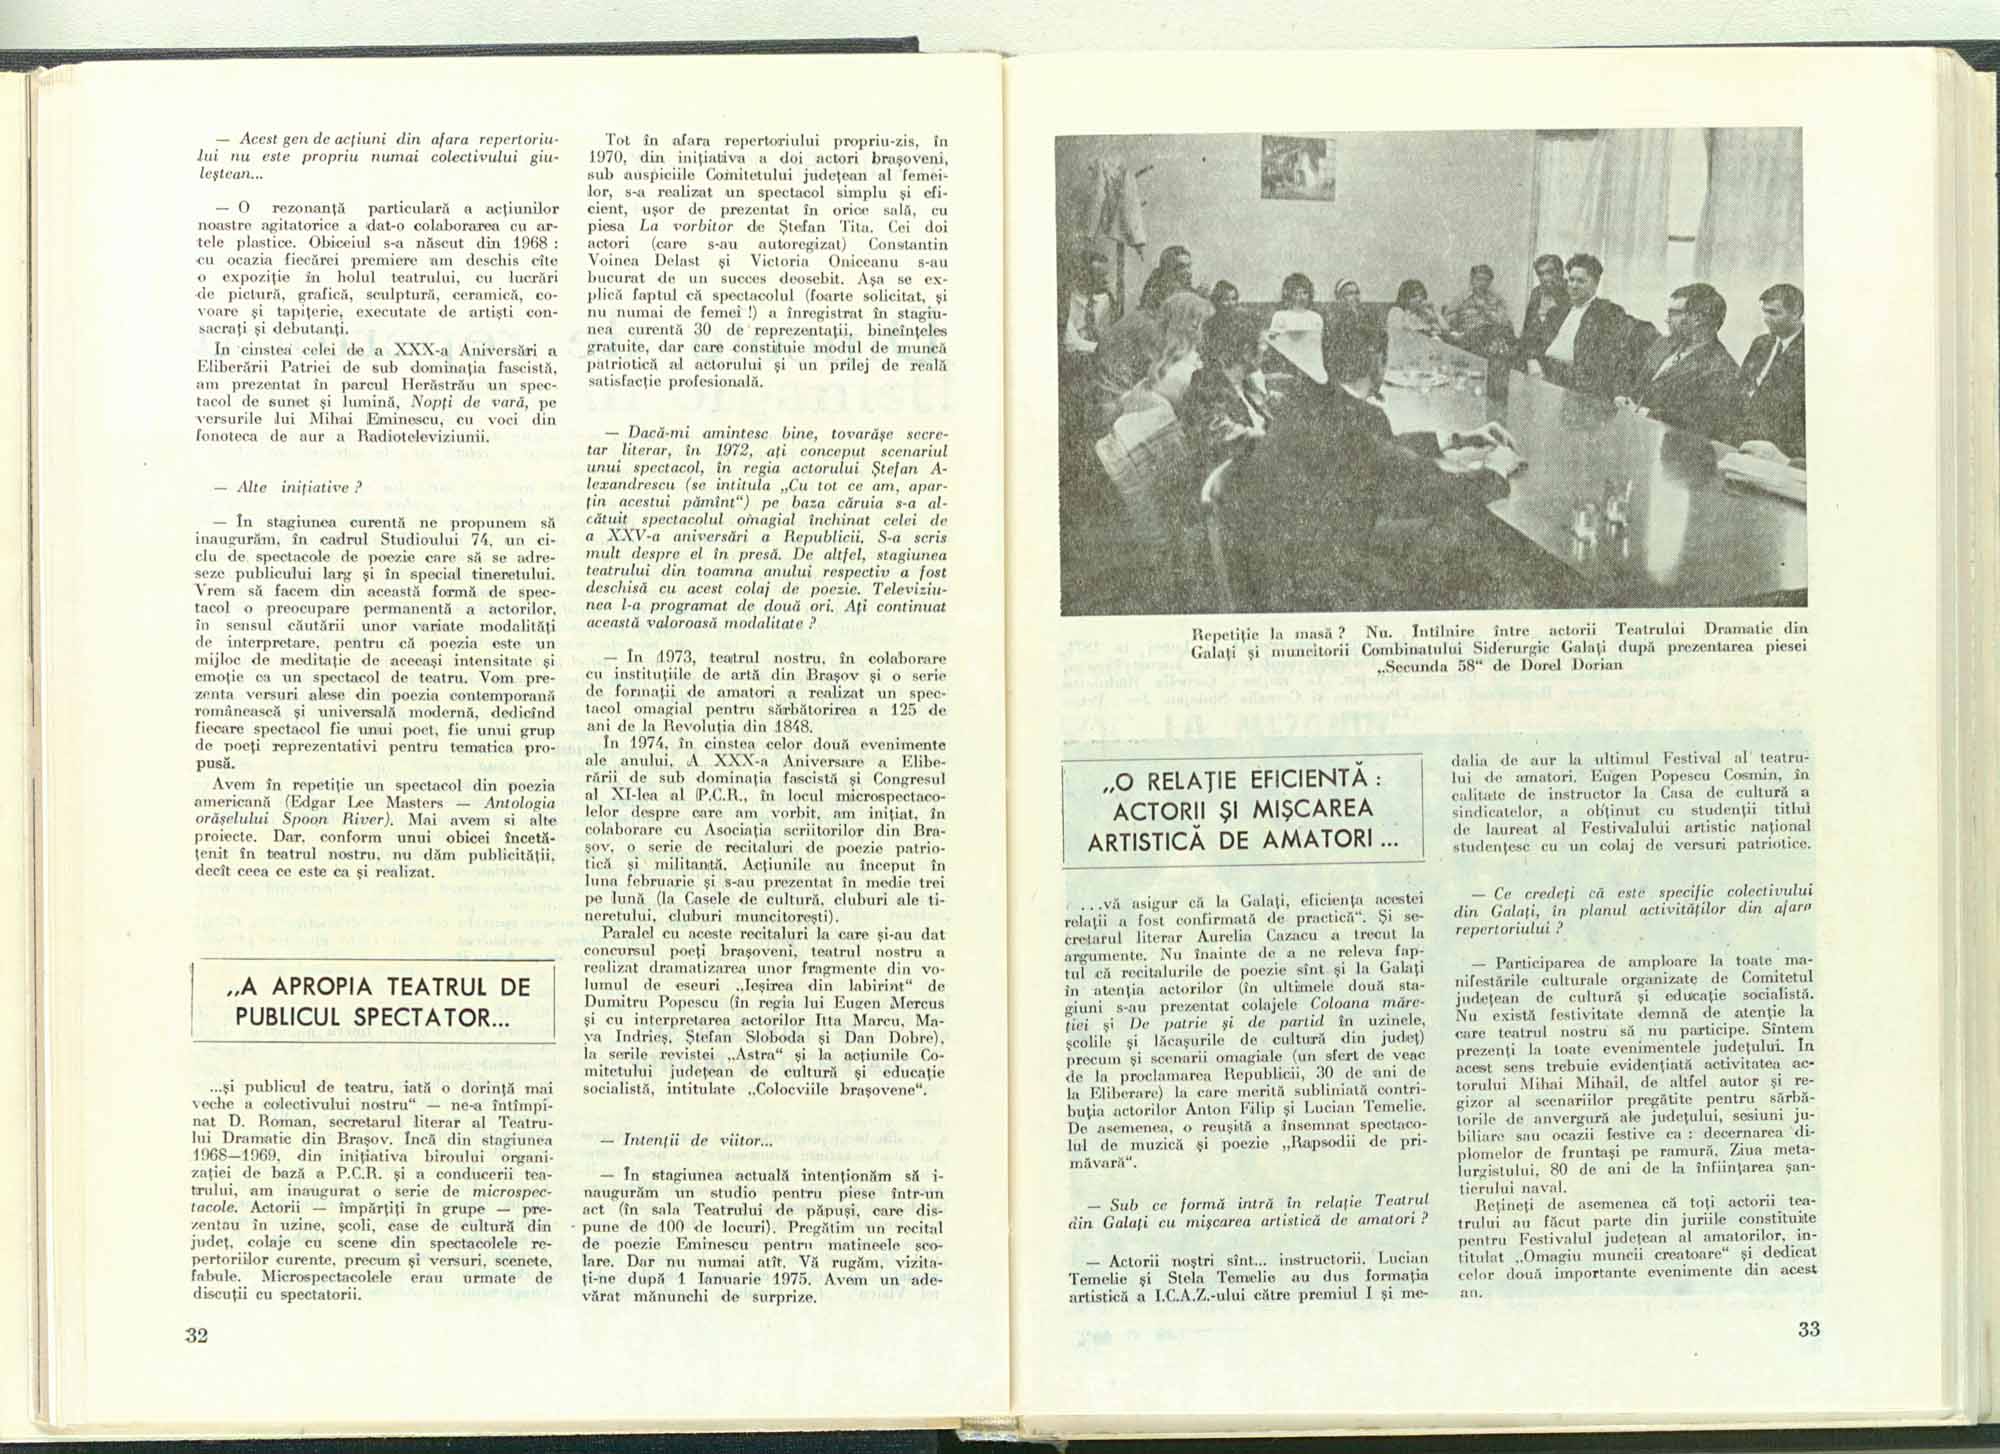 — Acest gen de acțiuni din afara repertoriu-
lui nu este propriu numai colectivului giu-
leștean...
— O rezonanță particulară a acțiunilor
noastre agitatorice a dat-o colaborarea cu ar-
tele plastice. Obiceiul s-a născut din 1968 :
cu ocazia fiecărei premiere am deschis cîte
o expoziție în holul teatrului, cu lucrări
de pictură, grafică, sculptură, ceramică, co-
voare și tapițerie, executate de artiști con-
sacrați și debutanți.
În cinstea celei de a XXX-a Aniversări a
Eliberării Patriei de sub dominația fascistă,
am prezentat în parcul Herăstrău un spec-
tacol de sunet și lumină, Nopți de vară, pe
versurile lui Mihai Eminescu, cu voci din
fonoteca de aur a Radioteleviziunii.
— Alte inițiative ?
— În stagiunea curentă ne propunem să
inaugurăm, în cadrul Studioului 74, un ci-
clu de spectacole de poezie care să se adre-
seze publicului larg și în special tineretului.
Vrem să facem din această formă de spec-
tacol o preocupare permanentă a actorilor,
în sensul căutării unor variate modalități
de interpretare, pentru că poezia este un
mijloc de meditație de aceeași intensitate și
emoție ca un spectacol de teatru. Vom pre-
zenta versuri alese din poezia contemporană
românească și universală modernă, dedicînd
fiecare spectacol fie unui poet, fie unui grup
de poeți reprezentativi pentru tematica pro-
pusă.
Avem în repetiție un spectacol din poezia
americană (Edgar Lee Masters — Antologia
orășelului Spoon River). Mai avem si alte
proiecte. Dar, conform unui obicei încetă-
țenit în teatrul nostru, nu dăm publicității,
decît ceea ce este ca și realizat.
„A APROPIA TEATRUL DE
PUBLICUL SPECTATOR...
...și publicul de teatru, iată o dorință mai
veche a colectivului nostru“ — ne-a întîmpi-
nat D. Roman, secretarul literar al Teatru-
lui Dramatic din Brașov. Încă din stagiunea
1968—1969, din inițiativa biroului organi-
zației de bază a P.C.R. și a conducerii tea-
trului, am inaugurat o serie de microspec-
tacole. Actorii — împărțiți în grupe — pre-
zentau în uzine, școli, case de cultură din
județ, colaje cu scene din spectacolele re-
pertoriilor curente, precum și versuri, scenete,
fabule. Microspectacolele erau urmate de
discuții cu spectatorii.
32
Tot în afara repertoriului propriu-zis, în
1970, din inițiativa a doi actori brașoveni,
sub auspiciile Comitetului județean al femei-
lor, s-a realizat un spectacol simplu și efi-
cient, ușor de prezentat în orice sală, cu
piesa La vorbitor de Ștefan Tita. Cei doi
actori (care s-au autoregizat) Constantin
Voinea Delast și Victoria Oniceanu s-au
bucurat de un succes deosebit. Așa se ex-
plică faptul că spectacolul (foarte solicitat, și
nu numai de femei !) a înregistrat în stagiu-
nea curentă 30 de reprezentații, bineînțeles
gratuite, dar care constituie modul de muncă
patriotică al actorului și un prilej de reală
satisfacție profesională.
— Dacă-mi amintesc bine, tovarășe secre-
tar literar, în 1972, ați conceput scenariul
unui spectacol, în regia actorului Ștefan A-
lexandrescu (se intitula „Cu tot ce am, apar-
țin acestui pămînt“) pe baza căruia s-a al-
cătuit spectacolul omagial închinat celei de
a XXV-a aniversări a Republicii. S-a scris
mult despre el în presă. De altfel, stagiunea
teatrului din toamna anului respectiv a fost
deschisă cu acest colaj de poezie. Televiziu-
nea l-a programat de două ori. Ați continuat
această valoroasă modalitate ?
— În 1973, teatrul nostru, în colaborare
cu instituțiile de artă din Brașov și o serie
de formații de amatori a realizat un spec-
tacol omagial pentru sărbătorirea a 125 de
ani de la Revoluția din 1848.
În 1974, în cinstea celor două evenimente
ale anului, A XXX-a Aniversare a Elibe-
rării de sub dominația fascistă și Congresul
al XI-lea al P.C.R., în locul microspectaco-
lelor despre care am vorbit, am inițiat, în
colaborare cu Asociația scriitorilor din Bra-
șov, o serie de recitaluri de poezie patrio-
tică și militantă. Acțiunile au început în
luna februarie și s-au prezentat în medie trei
pe lună (la Casele de cultură, cluburi ale ti-
neretului, cluburi muncitorești).
Paralel cu aceste recitaluri la care și-au dat
concursul poeți brașoveni, teatrul nostru a
realizat dramatizarea unor fragmente din vo-
lumul de eseuri „Ieșirea din labirint“ de
Dumitru Popescu (în regia lui Eugen Mercus
și cu interpretarea actorilor Itta Marcu, Ma-
ya Indrieș, Ștefan Sloboda și Dan Dobre),
la serile revistei „Astra“ și la acțiunile Co-
mitetului județean de cultură și educație
socialistă, intitulate „Colocviile brașovene“.
— Intenții de viitor...
— În stagiunea actuală intenționăm să i-
naugurăm un studio pentru piese într-un
act (în sala Teatrului de păpuși, care dis-
pune de 100 de locuri). Pregătim un recital
de poezie Eminescu pentru matineele șco-
lare. Dar nu numai atît. Vă rugăm, vizita-
ți-ne după 1 Ianuarie 1975. Avem un ade-
vărat mănunchi de surprize.
Repetiție la masă ? Nu. Întîlnire între actorii Teatrului Dramatic din
Galați și muncitorii Combinatului Siderurgic Galați după prezentarea piesei
„Secunda 58“ de Dorel Dorian
„O RELAȚIE EFICIENTĂ :
ACTORII ȘI MIȘCAREA
ARTISTICĂ DE AMATORI ...
...vă asigur că la Galați, eficiența acestei
relații a fost confirmată de practică“. Și se-
cretarul literar Aurelia Cazacu a trecut la
argumente. Nu înainte de a ne releva fap-
tul că recitalurile de poezie sînt și la Galați
în atenția actorilor (în ultimele două sta-
giuni s-au prezentat colajele Coloana măre-
ției și De patrie și de partid în uzinele,
școlile și lăcașurile de cultură din județ)
precum și scenarii omagiale (un sfert de veac
de la proclamarea Republicii, 30 de ani de
la Eliberare) la care merită subliniată contri-
buția actorilor Anton Filip și Lucian Temelie.
De asemenea, o reușită a însemnat spectaco-
lul de muzică și poezie „Rapsodii de pri-
măvară“.
— Sub ce formă intră în relație Teatrul
din Galați cu mișcarea artistică de amatori ?
— Actorii noștri sînt... instructorii. Lucian
Temelie și Stela Temelie au dus formația
artistică a I.C.A.Z.-ului către premiul I și me-
dalia de aur la ultimul Festival al teatru-
lui de amatori. Eugen Popescu Cosmin, în
calitate de instructor la Casa de cultură a
sindicatelor, a obținut cu studenții titlul
de laureat al Festivalului artistic național
studențesc cu un colaj de versuri patriotice.
— Ce credeți că este specific colectivului
din Galați, în planul activităților din afara
repertoriului ?
— Participarea de amploare la toate ma-
nifestările culturale organizate de Comitetul
județean de cultură și educație socialistă.
Nu există festivitate demnă de atenție la
care teatrul nostru să nu participe. Sîntem
prezenți la toate evenimentele județului. În
acest sens trebuie evidențiată activitatea ac-
torului Mihai Mihail, de altfel autor și re-
gizor al scenariilor pregătite pentru sărbă-
torile de anvergură ale județului, sesiuni ju-
biliare sau ocazii festive ca : decernarea di-
plomelor de fruntași pe ramură, Ziua meta-
lurgistului, 80 de ani de la înființarea șan-
tierului naval.
Rețineți de asemenea că toți actorii tea-
trului au făcut parte din juriile constituite
pentru Festivalul județean al amatorilor, in-
titulat „Omagiu muncii creatoare“ și dedicat
celor două importante evenimente din acest
an.
33